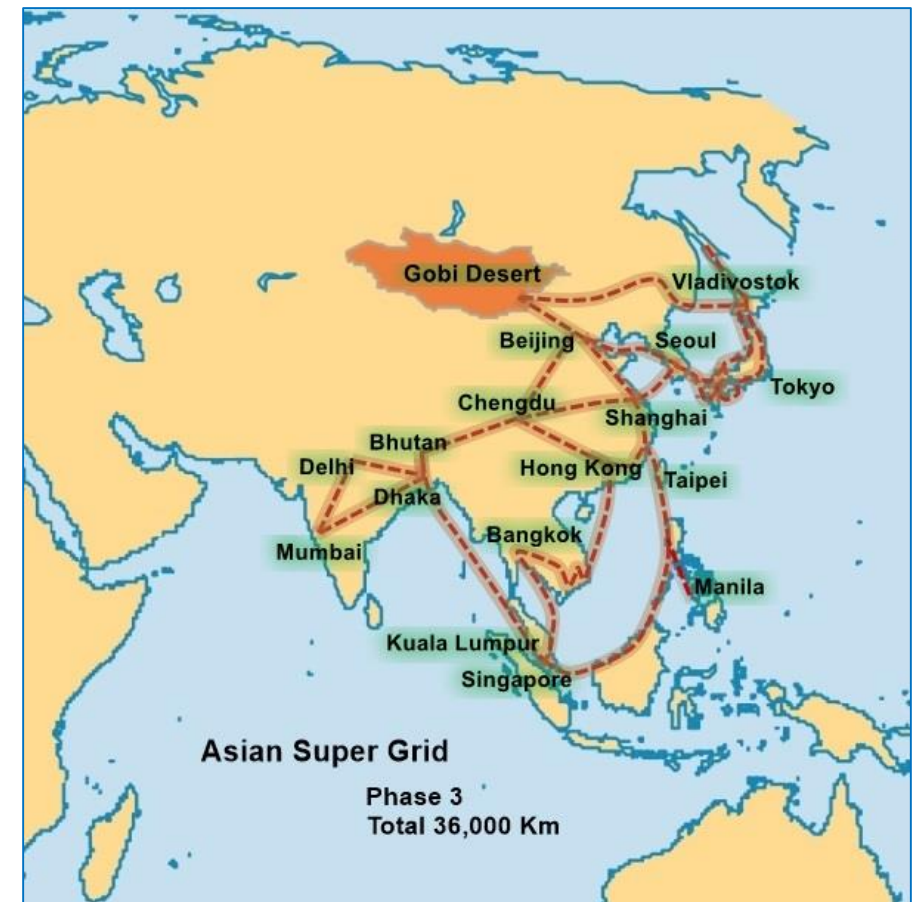 Gobi Desert
Vladivostok
Beijing
Seoul
Tokyo
Chengdu
Shanghai
Bhutan
Delhi
Hong Kong
Taipei
Dhaka
Bangkok
Mumbai
Manila
Kuala Lumpur
Singapore
Asian Super Grid
Phase 3
Total 36,000 Km